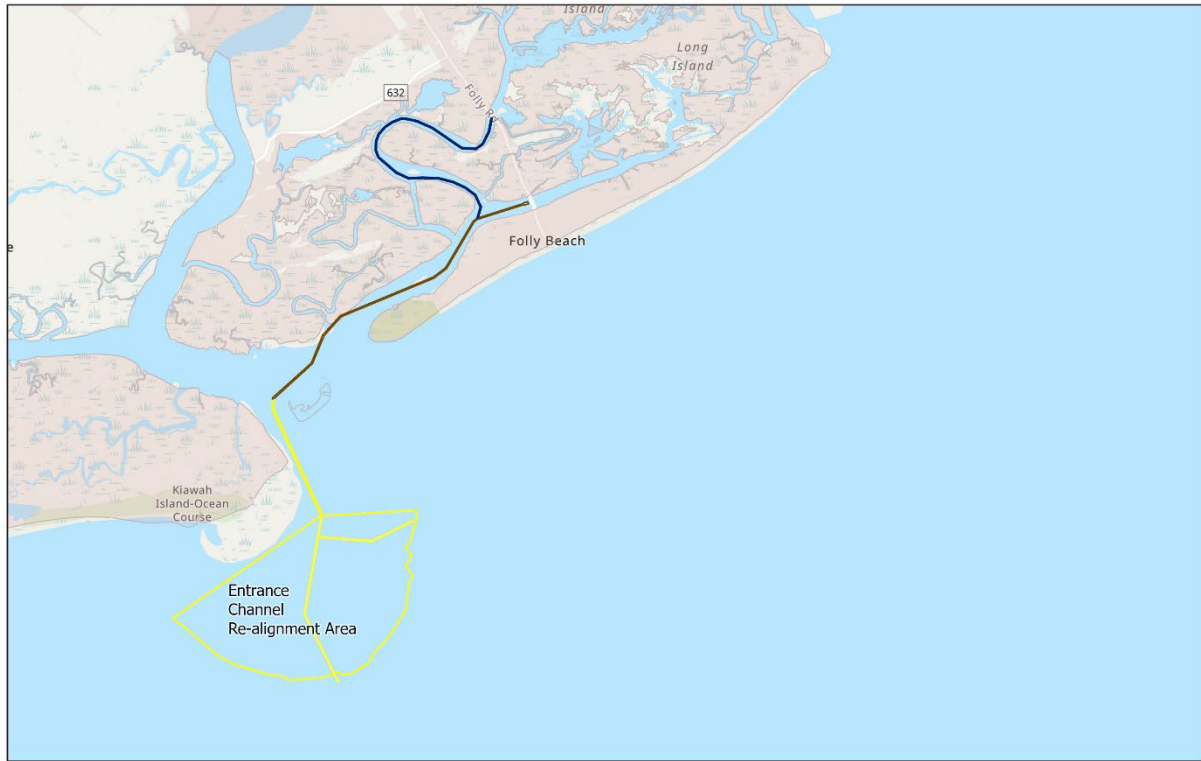 Island
Long
Island
632
Folly Rd
Folly Beach
e
Kiawah
Island-Ocean
Course
Entrance
Channel
Re-alignment Area